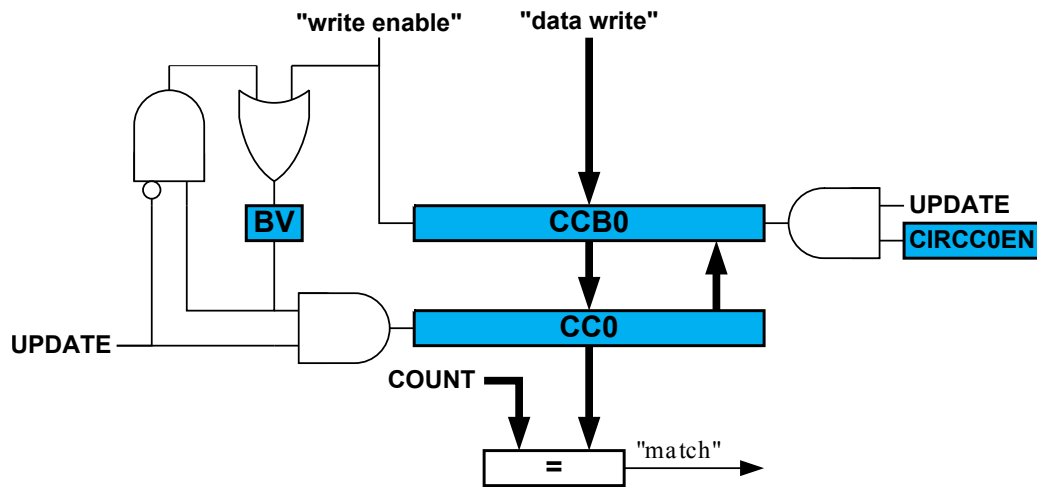 "write enable"
"data write"
BV
CCB0
UPDATE
CIRCC0EN
UPDATE
CC0
COUNT
=
"match"